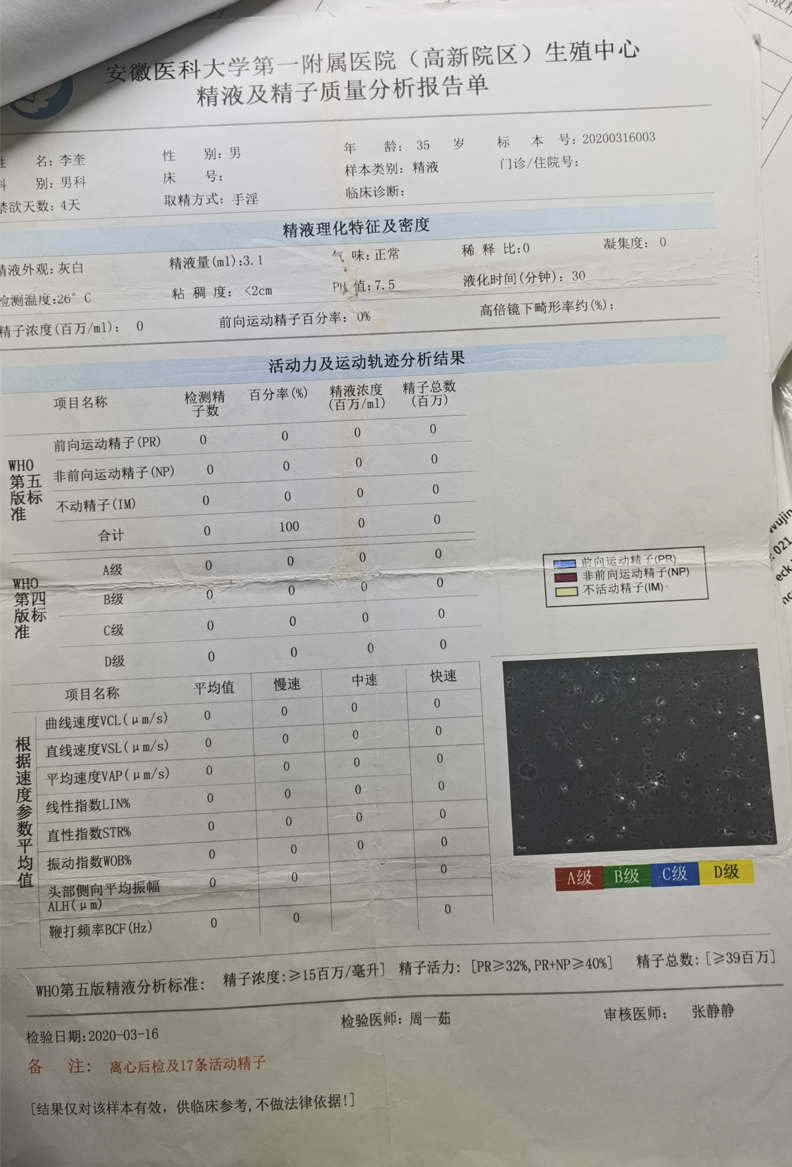 安徽医科大学第一附属医院（高新院区）生殖中心
精液及精子质量分析报告单
名: 李奎 性 别: 男 年 龄: 35 岁 标 本 号: 20200316003
别: 男科 床 号: 样本类别: 精液 门诊/住院号:
禁欲天数: 4天 取精方式: 手淫 临床诊断:
精液理化特征及密度
精液外观: 灰白 精液量(ml):3.1 气 味: 正常 稀 释 比:0 凝集度: 0
检测温度:26° C 粘 稠 度: <2cm PH 值:7.5 液化时间(分钟): 30
精子浓度(百万/ml): 0 前向运动精子百分率: 0% 高倍镜下畸形率约(%):
活动力及运动轨迹分析结果
项目名称 检测精子数 百分率(%) 精液浓度(百万/ml) 精子总数(百万)
WHO第五版标准
前向运动精子(PR) 0 0 0 0
非前向运动精子(NP) 0 0 0 0
不动精子(IM) 0 0 0 0
合计 0 100 0 0
WHO第四版标准
A级 0 0 0 0
B级 0 0 0 0
C级 0 0 0 0
D级 0 0 0 0
前向运动精子(PR)
非前向运动精子(NP)
不活动精子(IM)
项目名称 平均值 慢速 中速 快速
根据速度参数平均值
曲线速度VCL(μm/s) 0 0 0 0
直线速度VSL(μm/s) 0 0 0 0
平均速度VAP(μm/s) 0 0 0 0
线性指数LIN% 0 0 0 0
直性指数STR% 0 0 0 0
振动指数WOB% 0 0 0 0
头部侧向平均振幅ALH(μm) 0 0
鞭打频率BCF(Hz) 0 0 0
A级 B级 C级 D级
WHO第五版精液分析标准: 精子浓度:≥15百万/毫升] 精子活力: [PR≥32%,PR+NP≥40%] 精子总数: [≥39百万]
检验日期:2020-03-16 检验医师: 周一茹 审核医师: 张静静
备 注: 离心后检及17条活动精子
[结果仅对该样本有效, 供临床参考, 不做法律依据!]